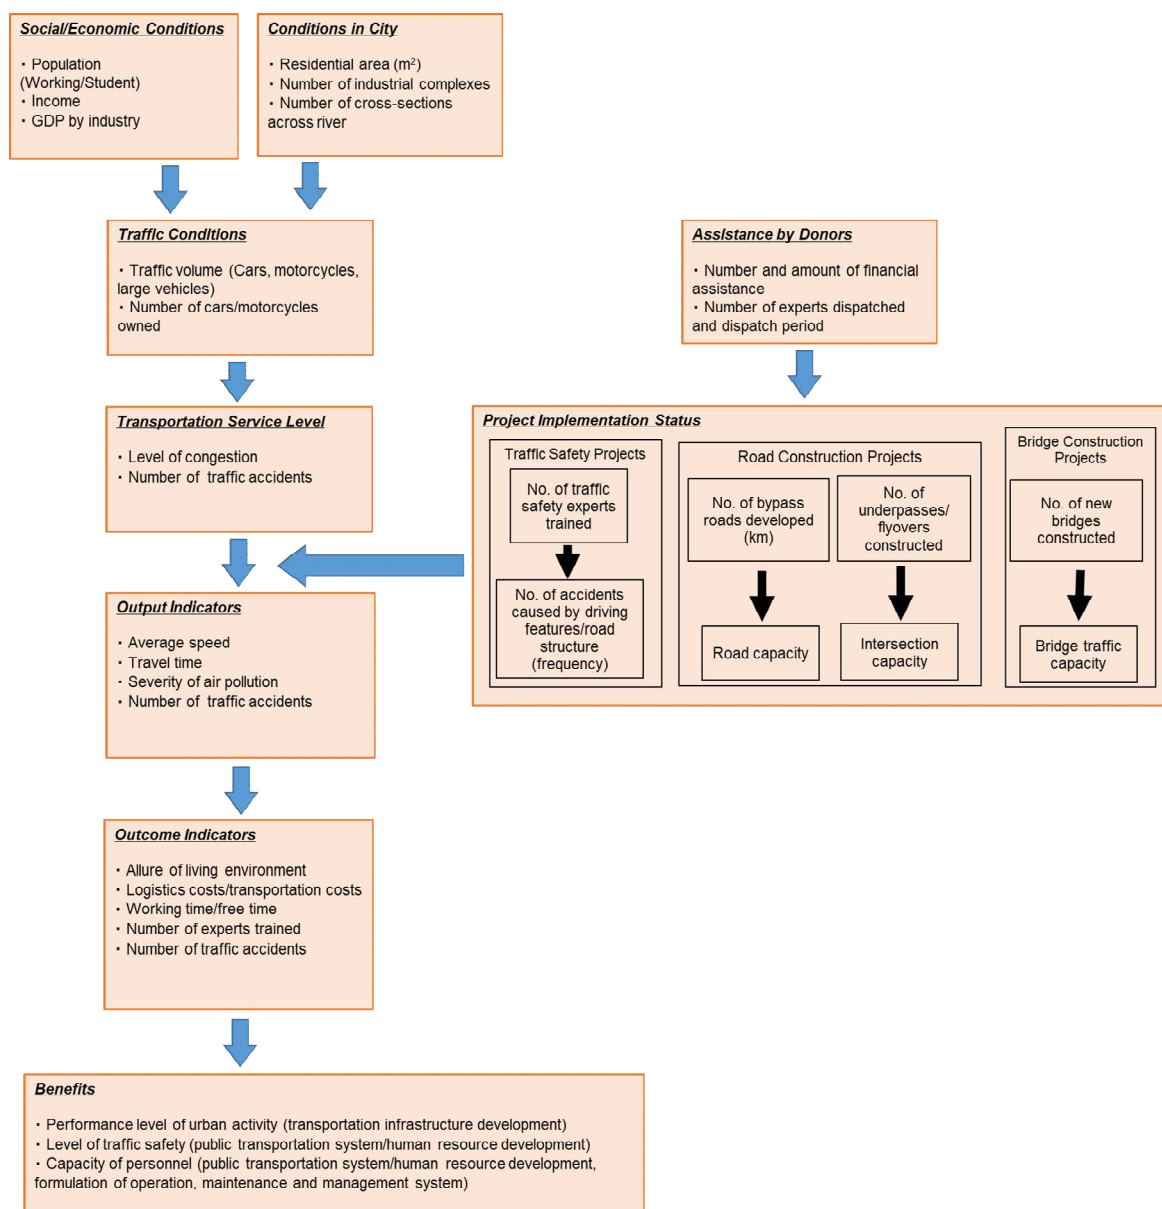 Social/Economic Conditions
・Population
(Working/Student)
・Income
・GDP by industry
Conditions in City
・Residential area (m²)
・Number of industrial complexes
・Number of cross-sections
across river
Traffic Conditions
・Traffic volume (Cars, motorcycles,
large vehicles)
・Number of cars/motorcycles
owned
Assistance by Donors
・Number and amount of financial
assistance
・Number of experts dispatched
and dispatch period
Transportation Service Level
・Level of congestion
・Number of traffic accidents
Project Implementation Status
Traffic Safety Projects
No. of traffic
safety experts
trained
No. of accidents
caused by driving
features/road
structure
(frequency)
Road Construction Projects
No. of bypass
roads developed
(km)
Road capacity
No. of
underpasses/
flyovers
constructed
Intersection
capacity
Bridge Construction
Projects
No. of new
bridges
constructed
Bridge traffic
capacity
Output Indicators
・Average speed
・Travel time
・Severity of air pollution
・Number of traffic accidents
Outcome Indicators
・Allure of living environment
・Logistics costs/transportation costs
・Working time/free time
・Number of experts trained
・Number of traffic accidents
Benefits
・Performance level of urban activity (transportation infrastructure development)
・Level of traffic safety (public transportation system/human resource development)
・Capacity of personnel (public transportation system/human resource development,
formulation of operation, maintenance and management system)